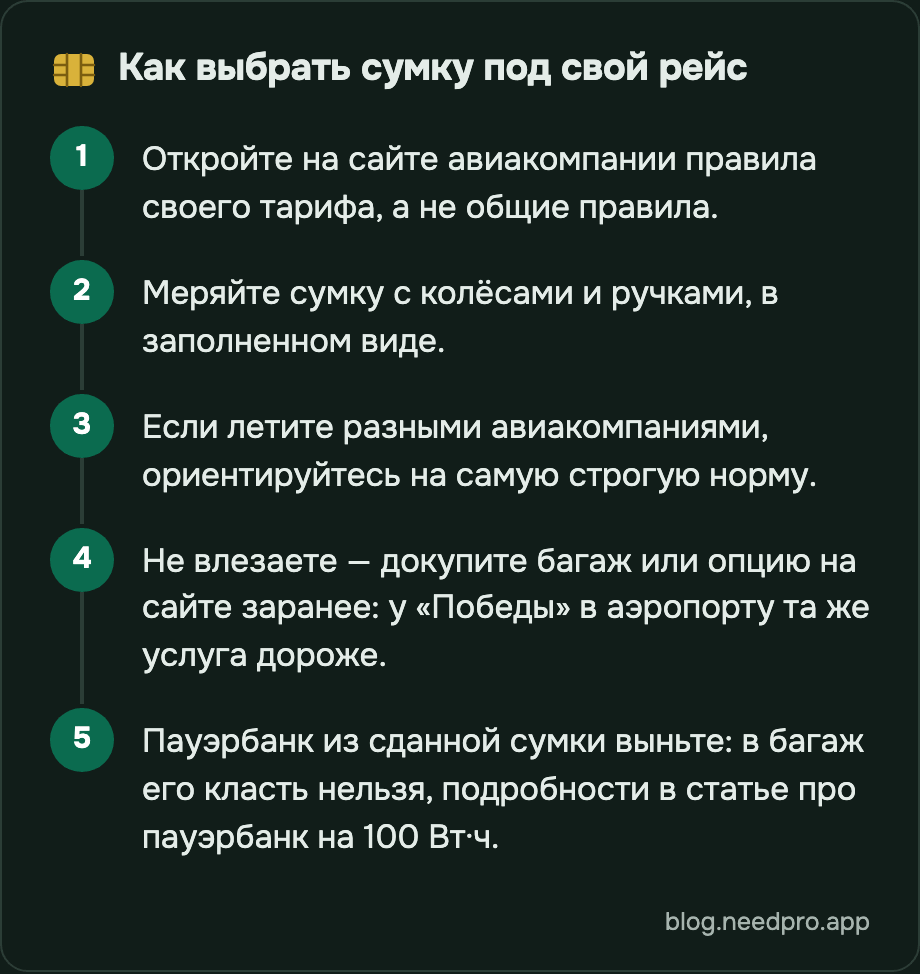 Как выбрать сумку под свой рейс
1
Откройте на сайте авиакомпании правила
своего тарифа, а не общие правила.
2
Меряйте сумку с колёсами и ручками, в
заполненном виде.
3
Если летите разными авиакомпаниями,
ориентируйтесь на самую строгую норму.
4
Не влезаете — докупите багаж или опцию на
сайте заранее: у «Победы» в аэропорту та же
услуга дороже.
5
Пауэрбанк из сданной сумки выньте: в багаж
его класть нельзя, подробности в статье про
пауэрбанк на 100 Вт·ч.
blog.needpro.app